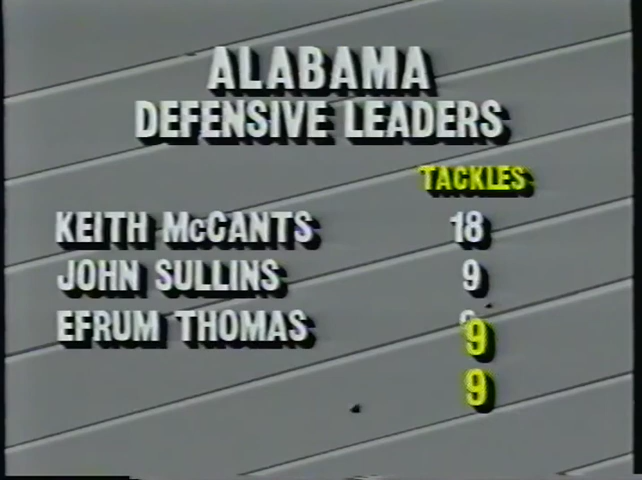 ALABAMA
DEFENSIVE LEADERS
TACKLES
KEITH McCANTS 18
JOHN SULLINS 9
EFRUM THOMAS
9
9